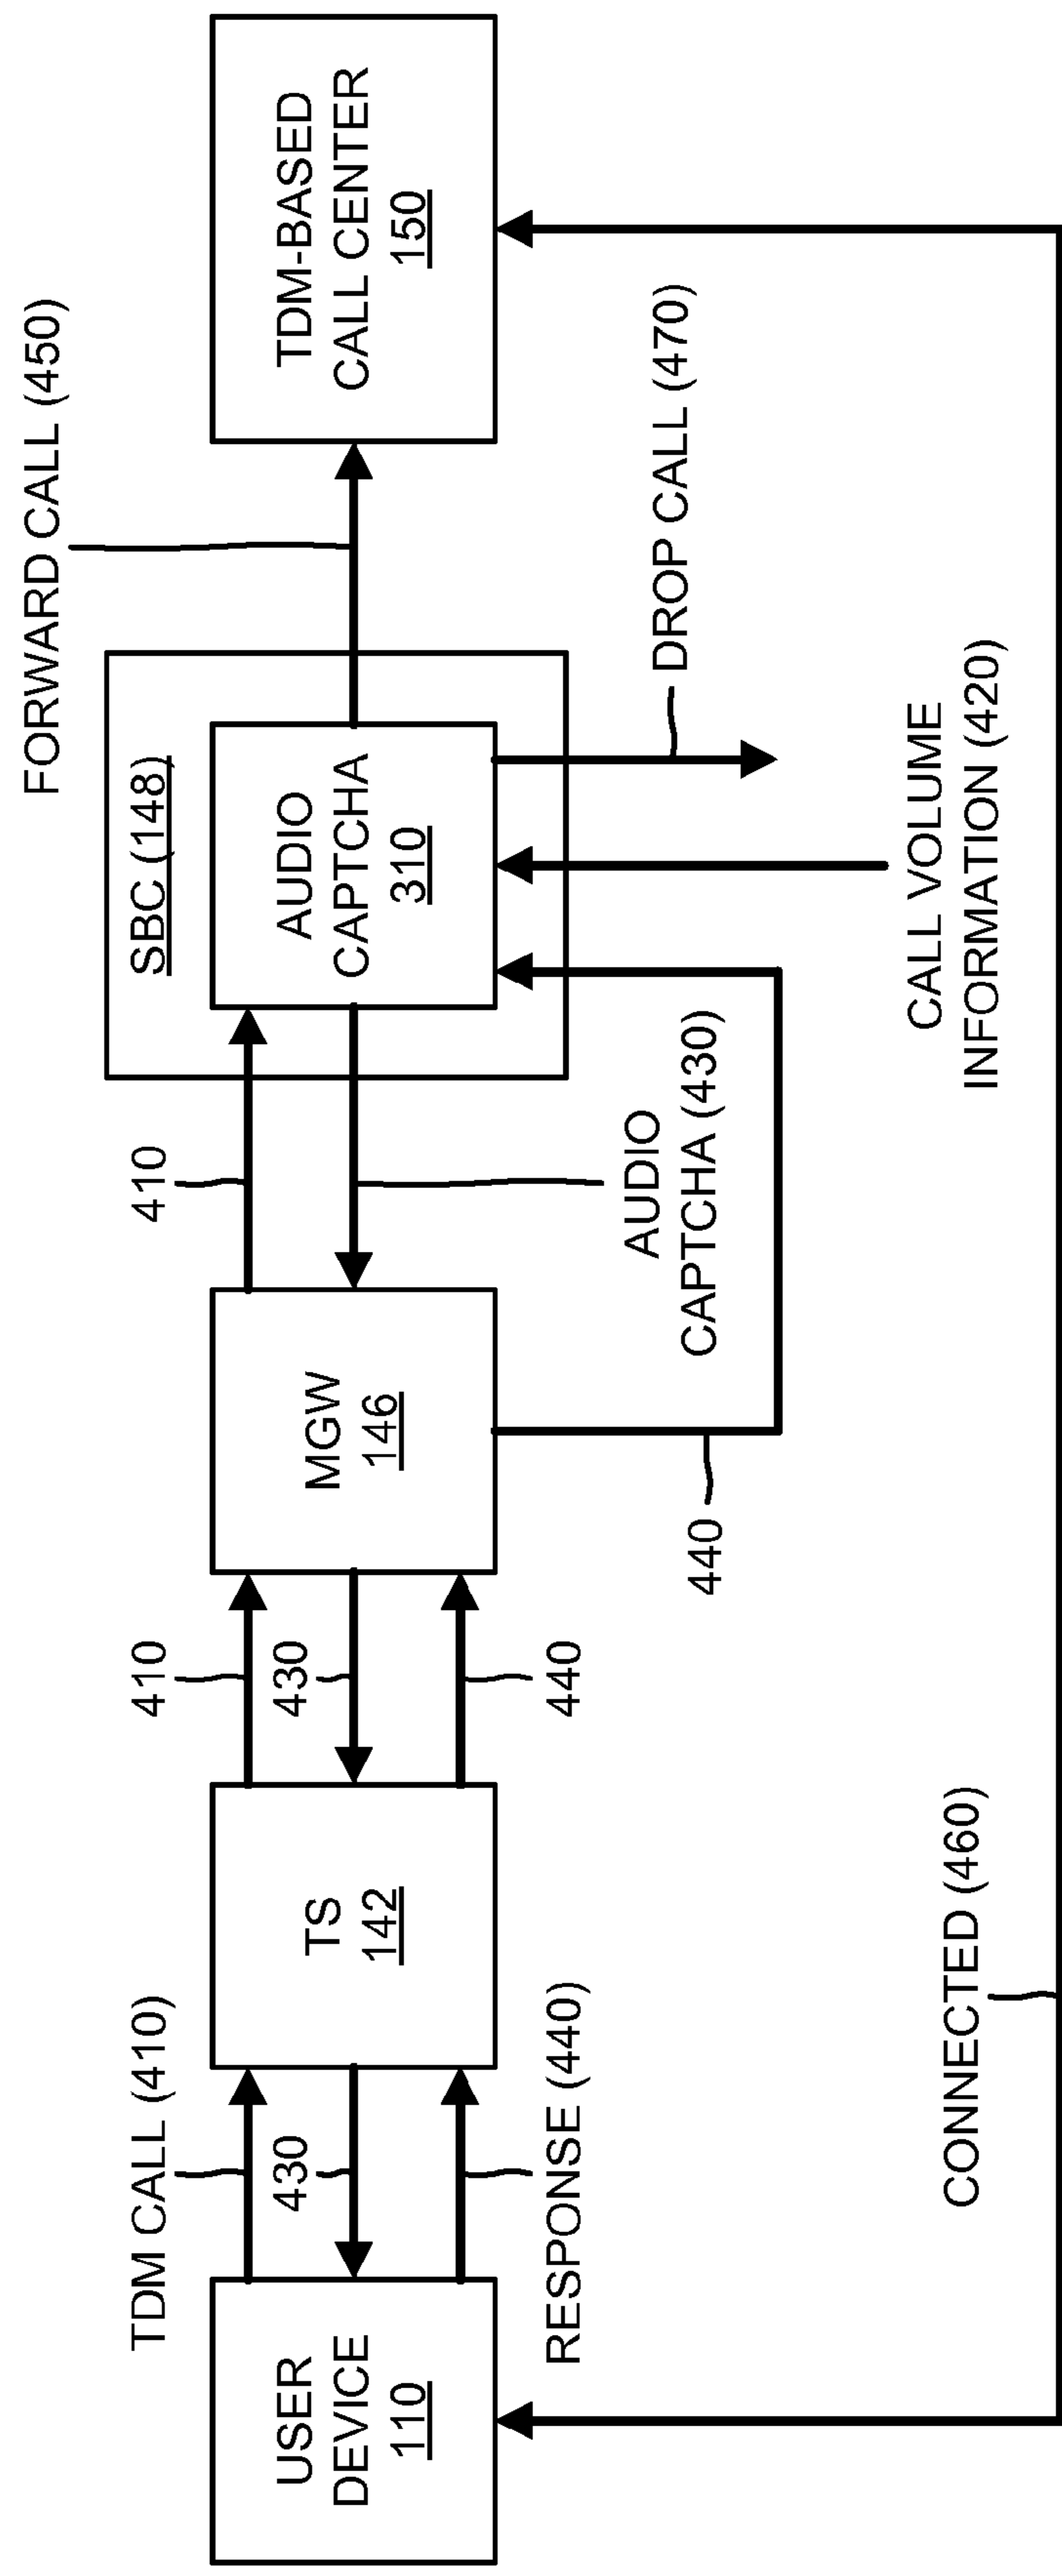 FORWARD CALL (450)
TDM CALL (410)
410
410
SBC (148)
430
430
USER
DEVICE
110
TS
142
MGW
146
AUDIO
CAPTCHA
310
TDM-BASED
CALL CENTER
150
RESPONSE (440)
440
440
AUDIO
CAPTCHA (430)
DROP CALL (470)
CALL VOLUME
INFORMATION (420)
CONNECTED (460)